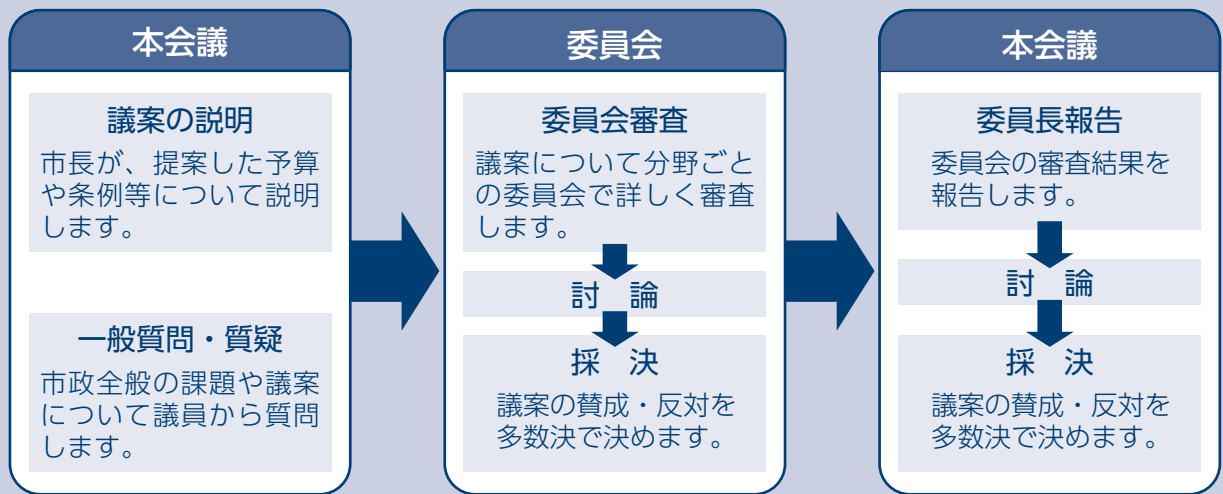 本会議
議案の説明
市長が、提案した予算
や条例等について説明
します。
一般質問・質疑
市政全般の課題や議案
について議員から質問
します。
委員会
委員会審査
議案について分野ごと
の委員会で詳しく審査
します。
討　論
採　決
議案の賛成・反対を
多数決で決めます。
本会議
委員長報告
委員会の審査結果を
報告します。
討　論
採　決
議案の賛成・反対を
多数決で決めます。